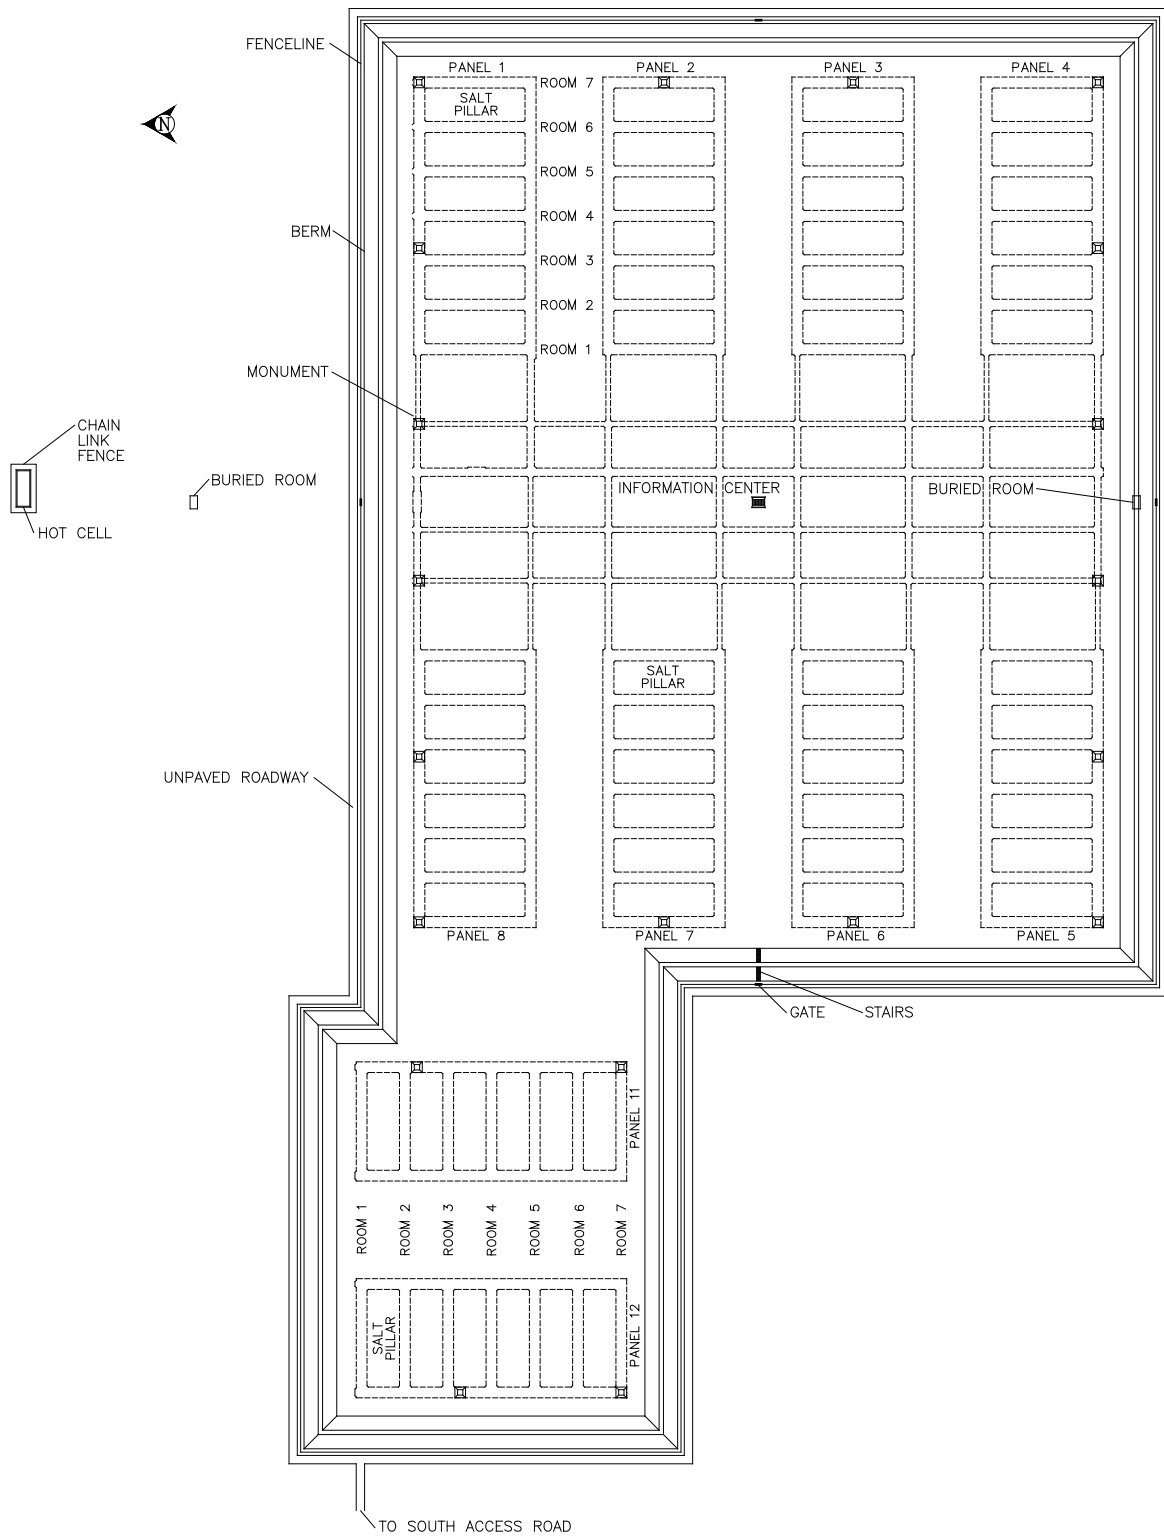 FENCELINE
PANEL 1
PANEL 2
PANEL 3
PANEL 4
ROOM 7
SALT
PILLAR
N
ROOM 6
ROOM 5
ROOM 4
BERM
ROOM 3
ROOM 2
ROOM 1
MONUMENT
CHAIN
LINK
FENCE
BURIED ROOM
INFORMATION CENTER
BURIED ROOM
HOT CELL
SALT
PILLAR
UNPAVED ROADWAY
PANEL 8
PANEL 7
PANEL 6
PANEL 5
GATE
STAIRS
PANEL 11
ROOM 1
ROOM 2
ROOM 3
ROOM 4
ROOM 5
ROOM 6
ROOM 7
SALT
PILLAR
PANEL 12
TO SOUTH ACCESS ROAD